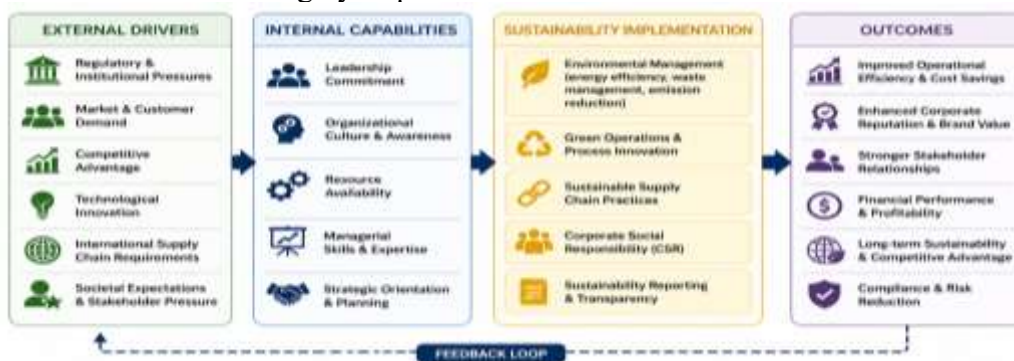 EXTERNAL DRIVERS
Regulatory &
Institutional Pressures
Market & Customer
Demand
Competitive
Advantage
Technological
Innovation
International Supply
Chain Requirements
Societal Expectations
& Stakeholder Pressure
INTERNAL CAPABILITIES
Leadership
Commitment
Organizational
Culture & Awareness
Resource
Availability
Managerial
Skills & Expertise
Strategic Orientation
& Planning
SUSTAINABILITY IMPLEMENTATION
Environmental Management
(energy efficiency, waste
management, emission
reduction)
Green Operations &
Process Innovation
Sustainable Supply
Chain Practices
Corporate Social
Responsibility (CSR)
Sustainability Reporting
& Transparency
OUTCOMES
Improved Operational
Efficiency & Cost Savings
Enhanced Corporate
Reputation & Brand Value
Stronger Stakeholder
Relationships
$
Financial Performance
& Profitability
Long-term Sustainability
& Competitive Advantage
Compliance & Risk
Reduction
FEEDBACK LOOP